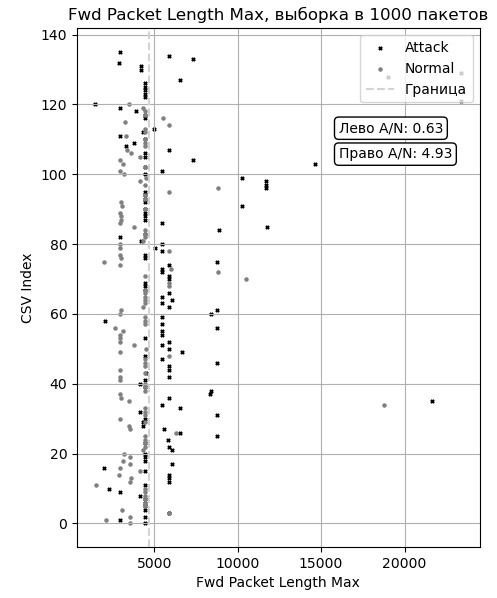 Fwd Packet Length Max, выборка в 1000 пакетов
140
120
100
80
60
40
20
0
CSV Index
Attack
Normal
Граница
Лево A/N: 0.63
Право A/N: 4.93
5000
10000
15000
20000
Fwd Packet Length Max